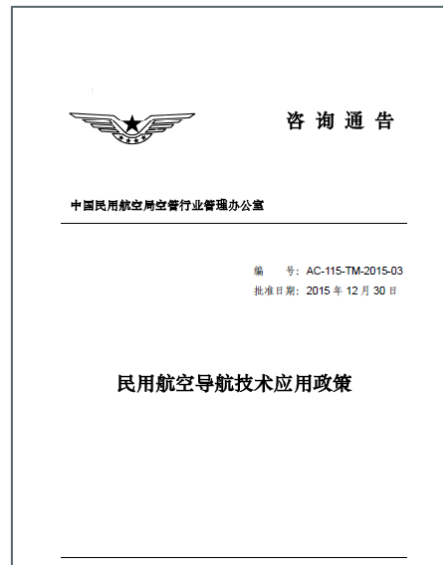 咨询通告
中国民用航空局空管行业管理办公室
编 号：AC-115-TM-2015-03
批准日期：2015 年 12 月 30 日
民用航空导航技术应用政策